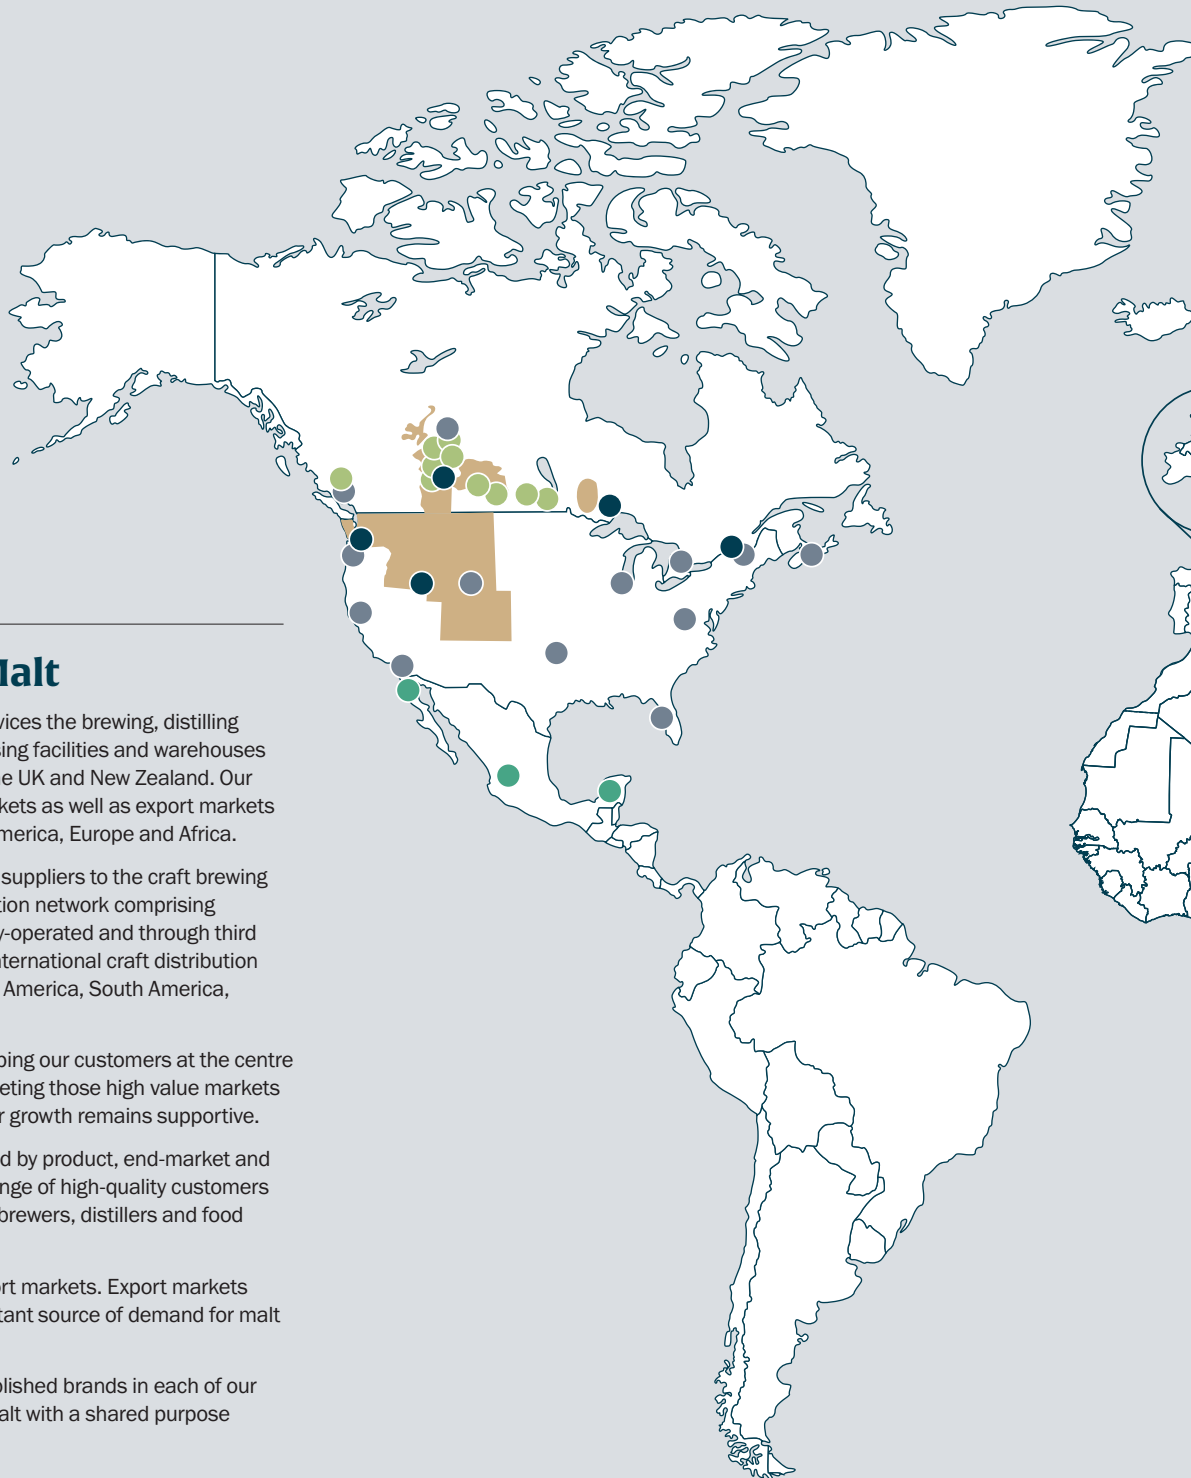 Malt
vices the brewing, distilling
sing facilities and warehouses
e UK and New Zealand. Our
kets as well as export markets
merica, Europe and Africa.
suppliers to the craft brewing
tion network comprising
y-operated and through third
nternational craft distribution
America, South America,
ping our customers at the centre
eting those high value markets
r growth remains supportive.
d by product, end-market and
nge of high-quality customers
brewers, distillers and food
rt markets. Export markets
tant source of demand for malt
blished brands in each of our
alt with a shared purpose